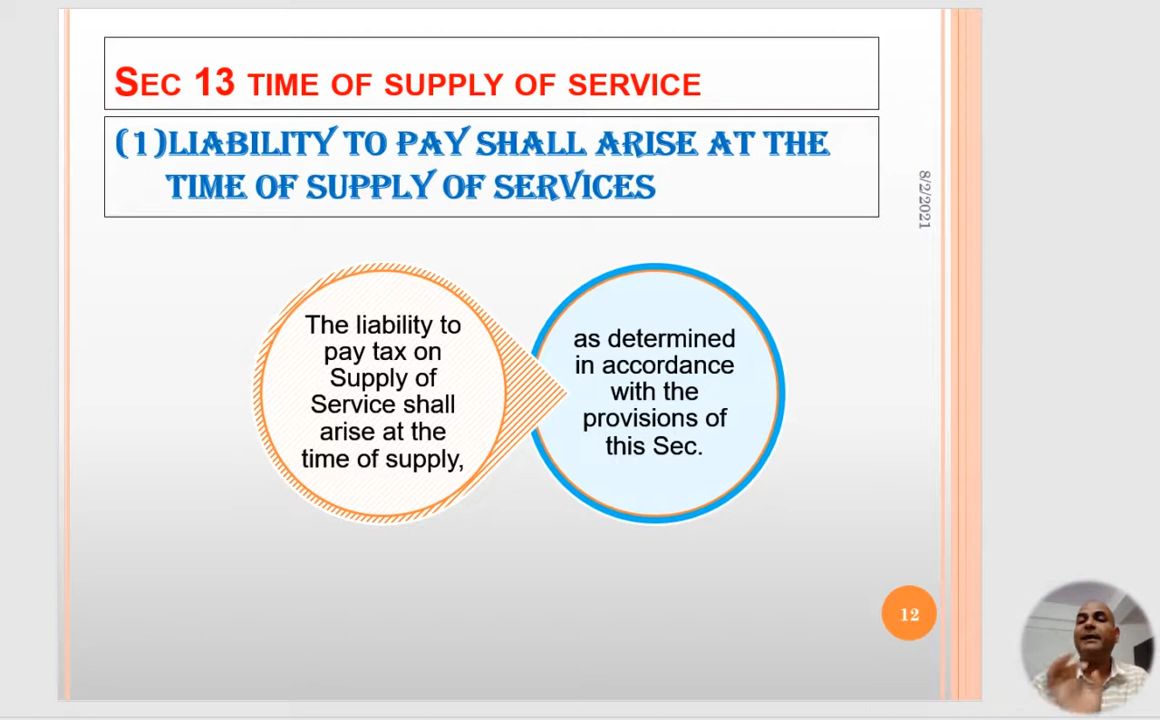 SEC 13 TIME OF SUPPLY OF SERVICE
(1)LIABILITY TO PAY SHALL ARISE AT THE
TIME OF SUPPLY OF SERVICES
8/2/2021
The liability to
pay tax on
Supply of
Service shall
arise at the
time of supply,
as determined
in accordance
with the
provisions of
this Sec.
12